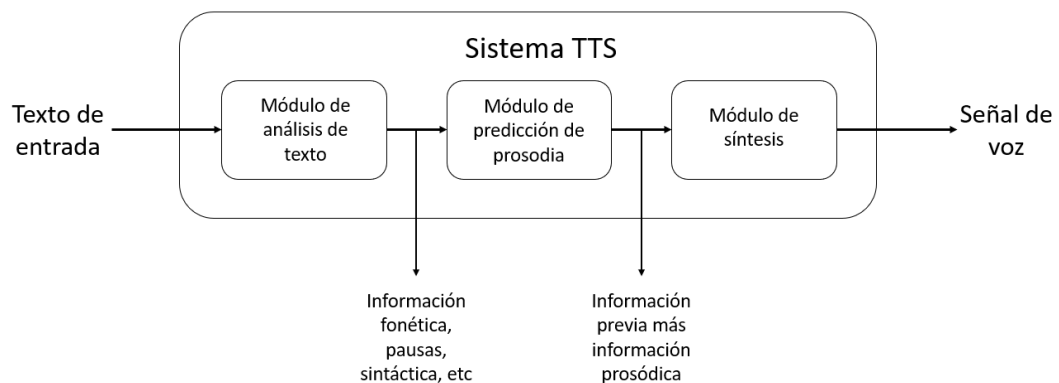 Sistema TTS
Texto de
entrada
Módulo de
análisis de
texto
Módulo de
predicción de
prosodia
Módulo de
síntesis
Señal de
voz
Información
fonética,
pausas,
sintáctica, etc
Información
previa más
información
prosódica